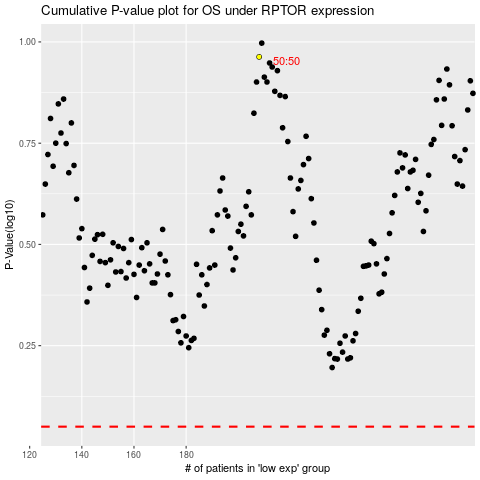 Cumulative P-value plot for OS under RPTOR expression
P-Value(log10)
1.00
0.75
0.50
0.25
50:50
120 140 160 180
# of patients in 'low exp' group